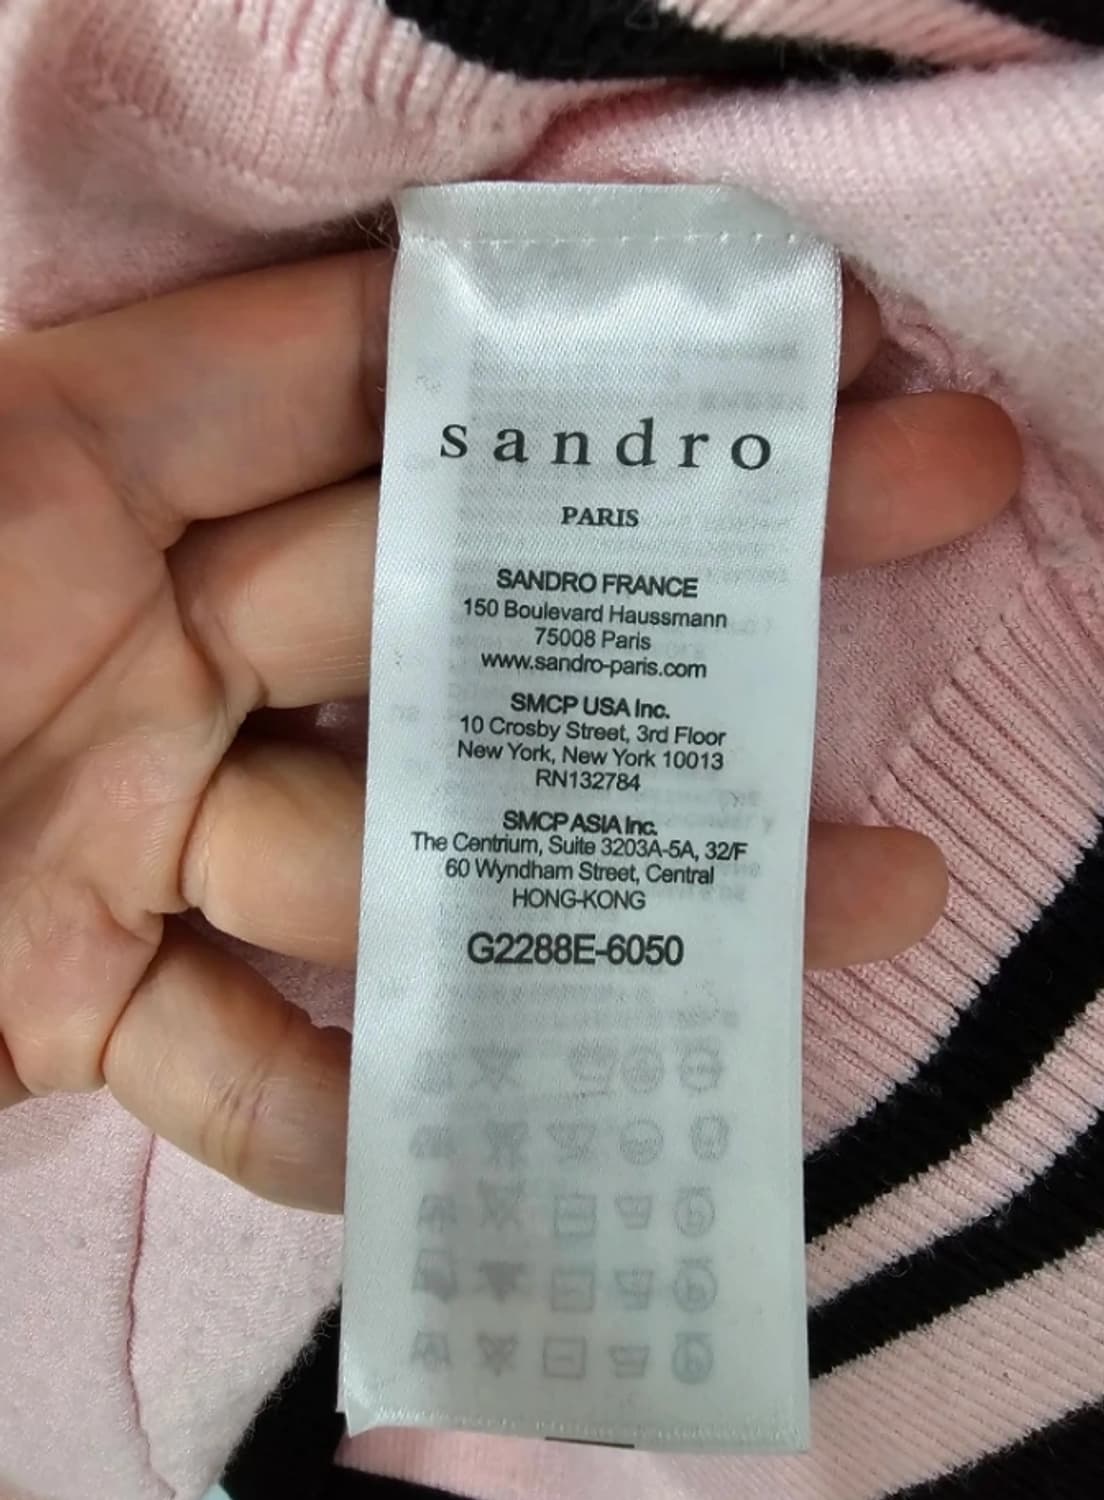 sandro
PARIS
SANDRO FRANCE
150 Boulevard Haussmann
75008 Paris
www.sandro-paris.com
SMCP USA Inc.
10 Crosby Street, 3rd Floor
New York, New York 10013
RN132784
SMCP ASIA Inc.
The Centrium, Suite 3203A-5A, 32/F
60 Wyndham Street, Central
HONG-KONG
G2288E-6050